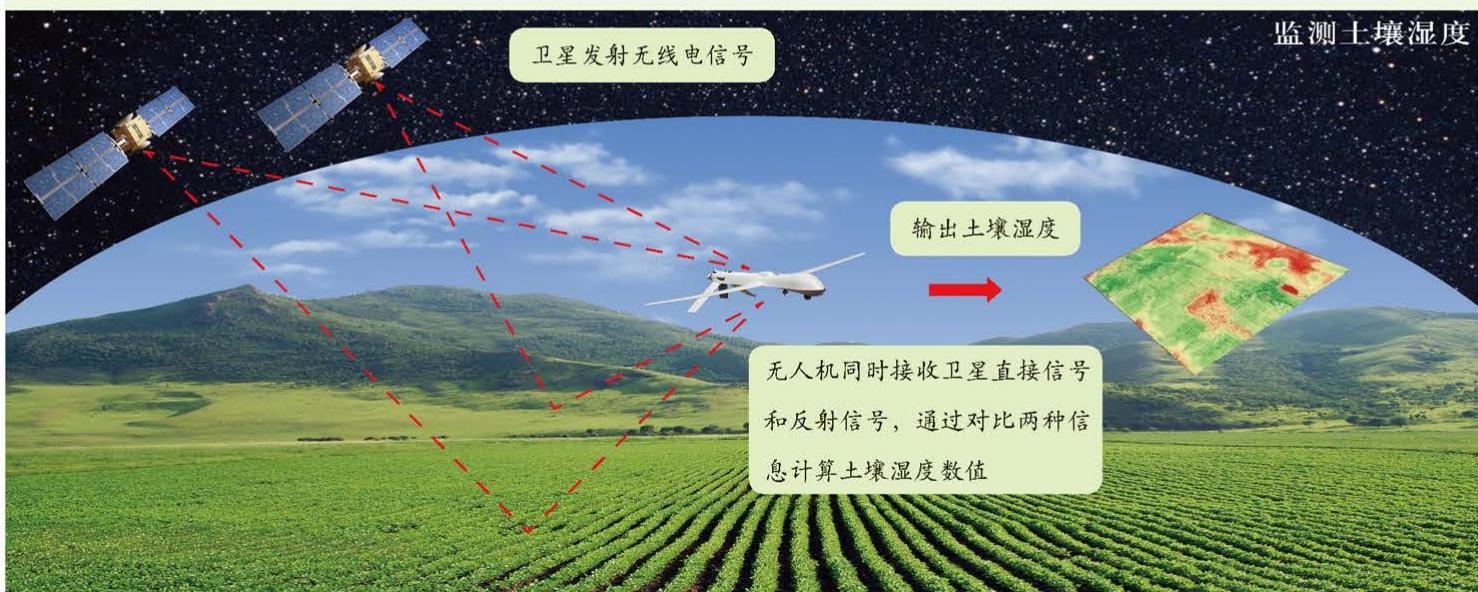 监测土壤湿度
卫星发射无线电信号
输出土壤湿度
无人机同时接收卫星直接信号
和反射信号，通过对比两种信
息计算土壤湿度数值